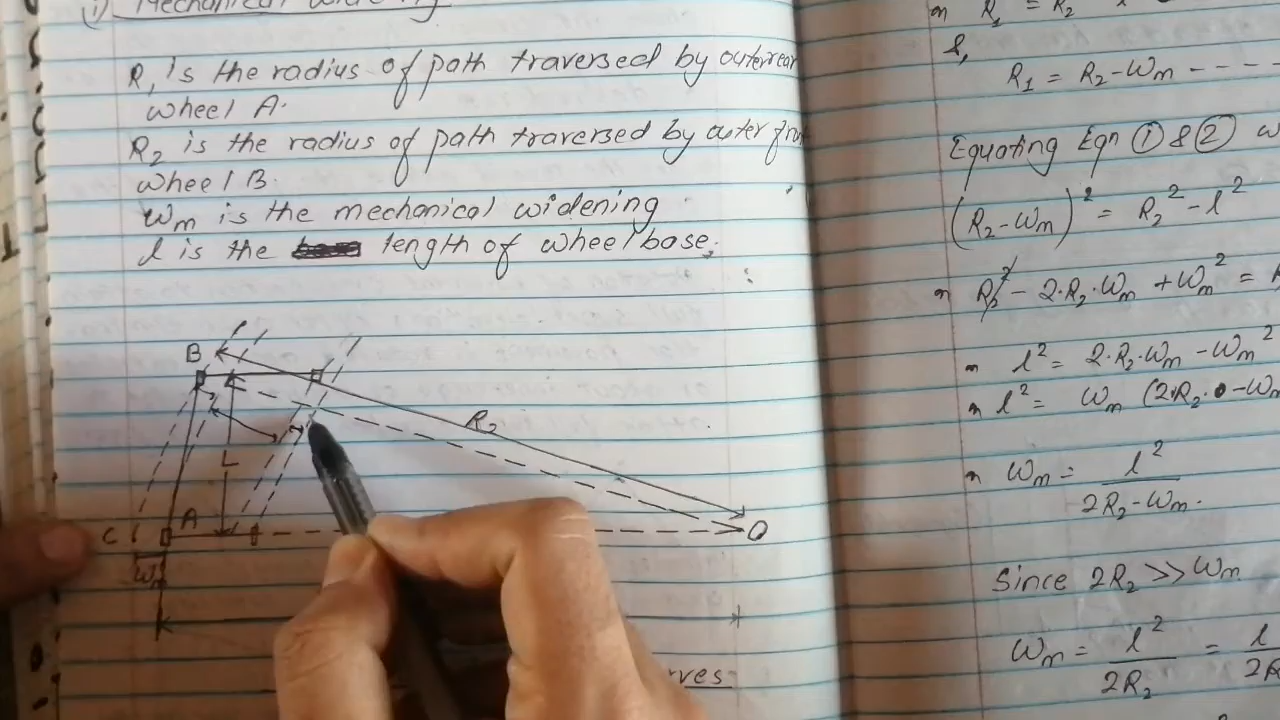 (i) Mechanical widening
R1 is the radius of path traversed by outer rear
wheel A.
R2 is the radius of path traversed by outer
wheel B.
Wm is the mechanical widening
l is the length of wheel base.
B
R2
L
C
A
O
Wm
rves
R1 = R2
&,
R1 = R2 - Wm ----
Equating Eqn ① & ②
(R2 - Wm)² = R2² - l²
R2² - 2·R2·Wm + Wm² =
l² = 2·R2·Wm - Wm²
l² = Wm (2·R2 - Wm
Wm = l² / 2R2 - Wm.
Since 2R2 >> Wm
Wm = l² / 2R2 =